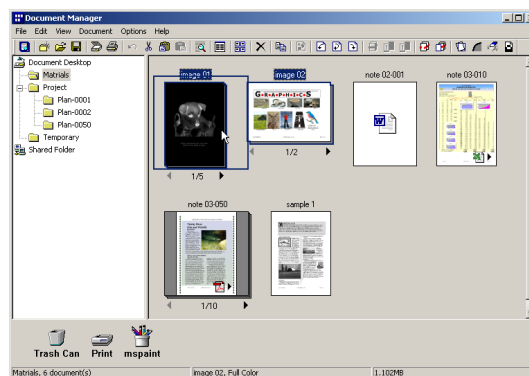 Document Manager
File Edit View Document Options Help
Document Desktop
Matrials
Project
Plan-0001
Plan-0002
Plan-0050
Temporary
Shared Folder
image 01
image 02
note 02-001
note 03-010
G•R•A•P•H•I•C•S
W
1/5
1/2
note 03-050
sample 1
1/10
Trash Can Print mspaint
Matrials, 6 document(s)
image 02, Full Color
1.102MB